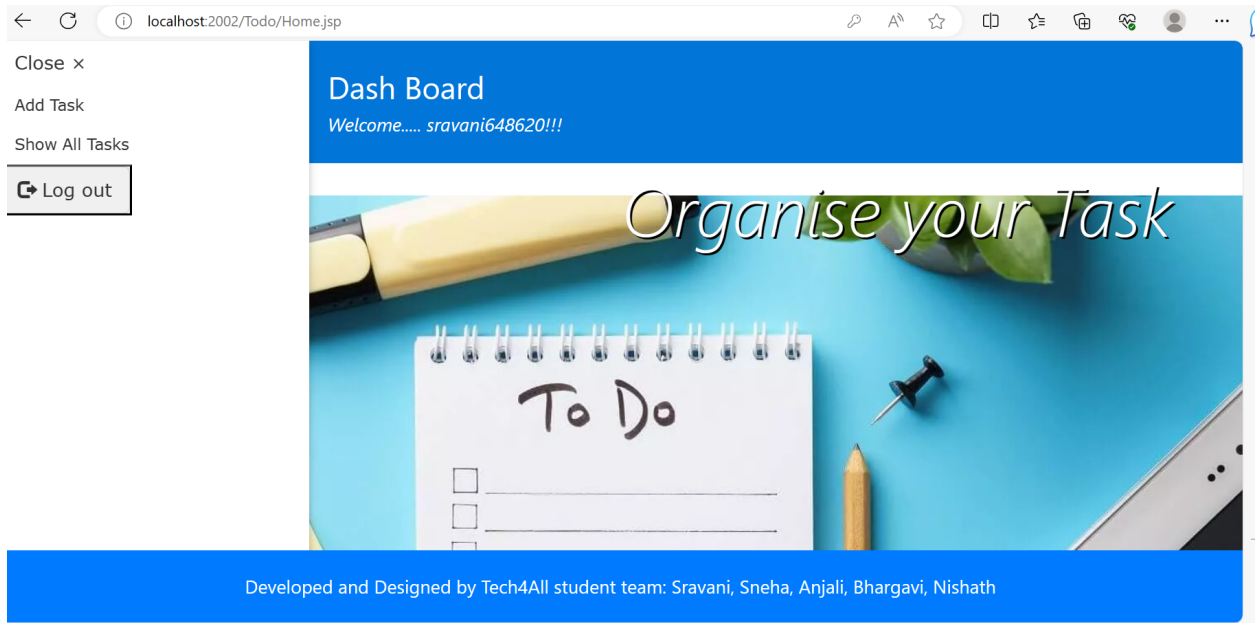 localhost:2002/Todo/Home.jsp
Close ×
Add Task
Show All Tasks
Log out
Dash Board
Welcome..... sravani648620!!!
Organise your Task
To Do
Developed and Designed by Tech4All student team: Sravani, Sneha, Anjali, Bhargavi, Nishath